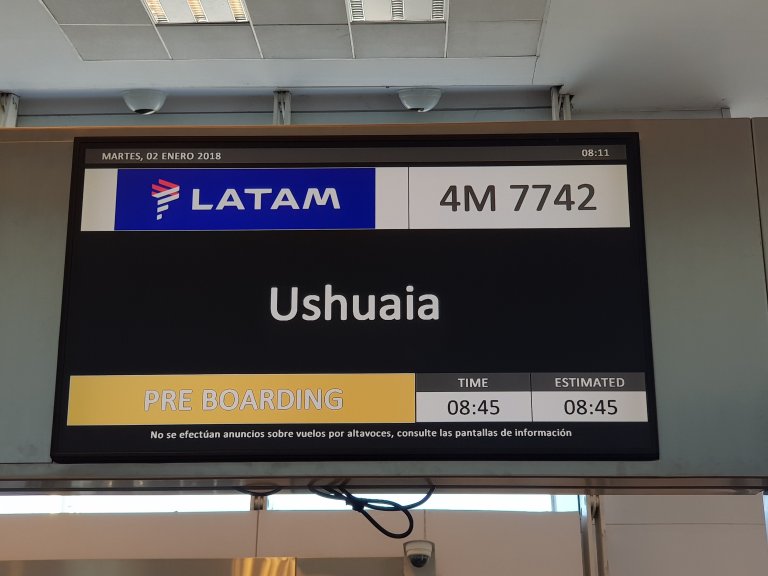 MARTES, 02 ENERO 2018 08:11
LATAM 4M 7742
Ushuaia
PRE BOARDING
TIME ESTIMATED
08:45 08:45
No se efectúan anuncios sobre vuelos por altavoces, consulte las pantallas de información